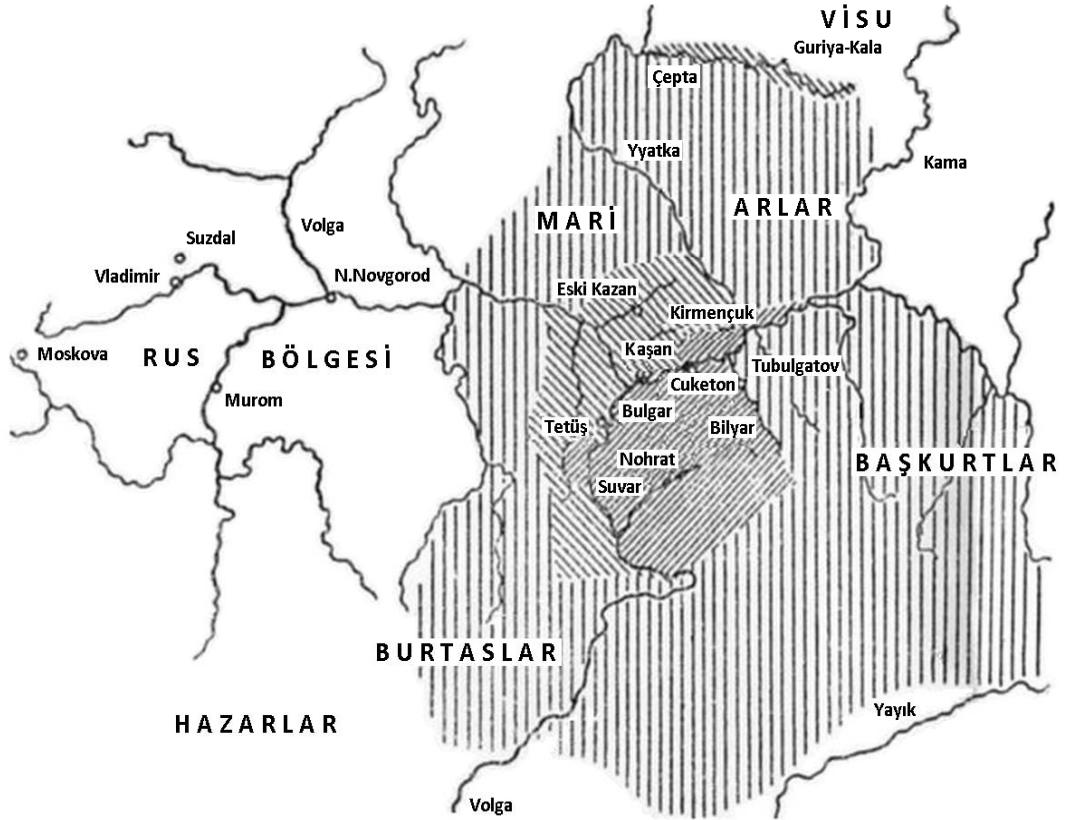 VİSU
Guriya-Kala
Çepta
Yyatka
Kama
ARLAR
MARİ
Suzdal
Volga
Vladimir
N.Novgorod
Eski Kazan
Kirmençuk
Moskova
RUS BÖLGESİ
Kaşan
Tubulgatov
Cuketon
Murom
Bulgar
Tetüş
Bilyar
Nohrat
BAŞKURTLAR
Suvar
BURTASLAR
HAZARLAR
Yayık
Volga